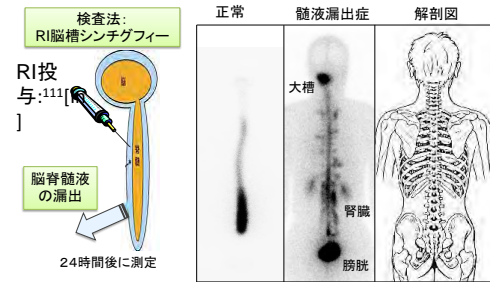 検査法：
RI脳槽シンチグフィー
RI投
与:¹¹¹[
]
脳脊髄液
の漏出
24時間後に測定
正常
髄液漏出症
解剖図
大槽
腎臓
膀胱